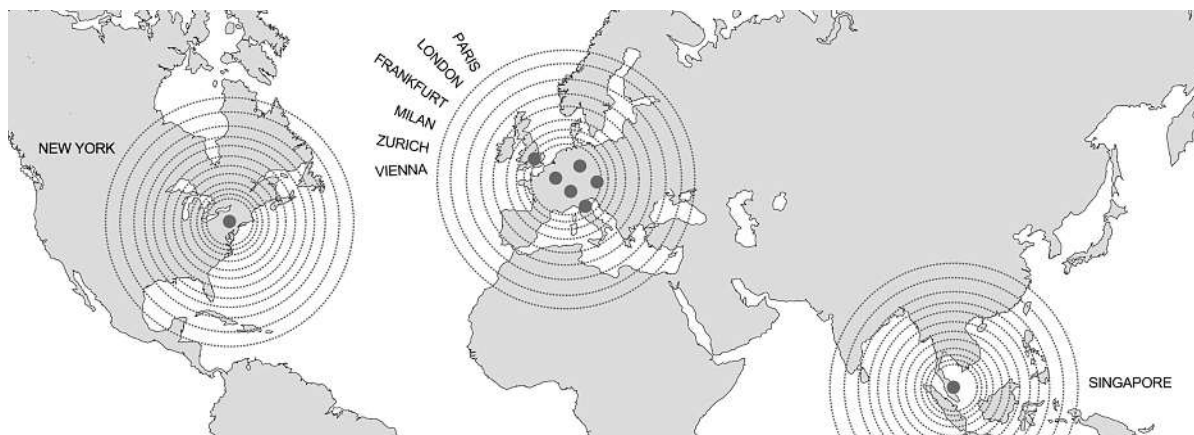 NEW YORK
PARIS
LONDON
FRANKFURT
MILAN
ZURICH
VIENNA
SINGAPORE